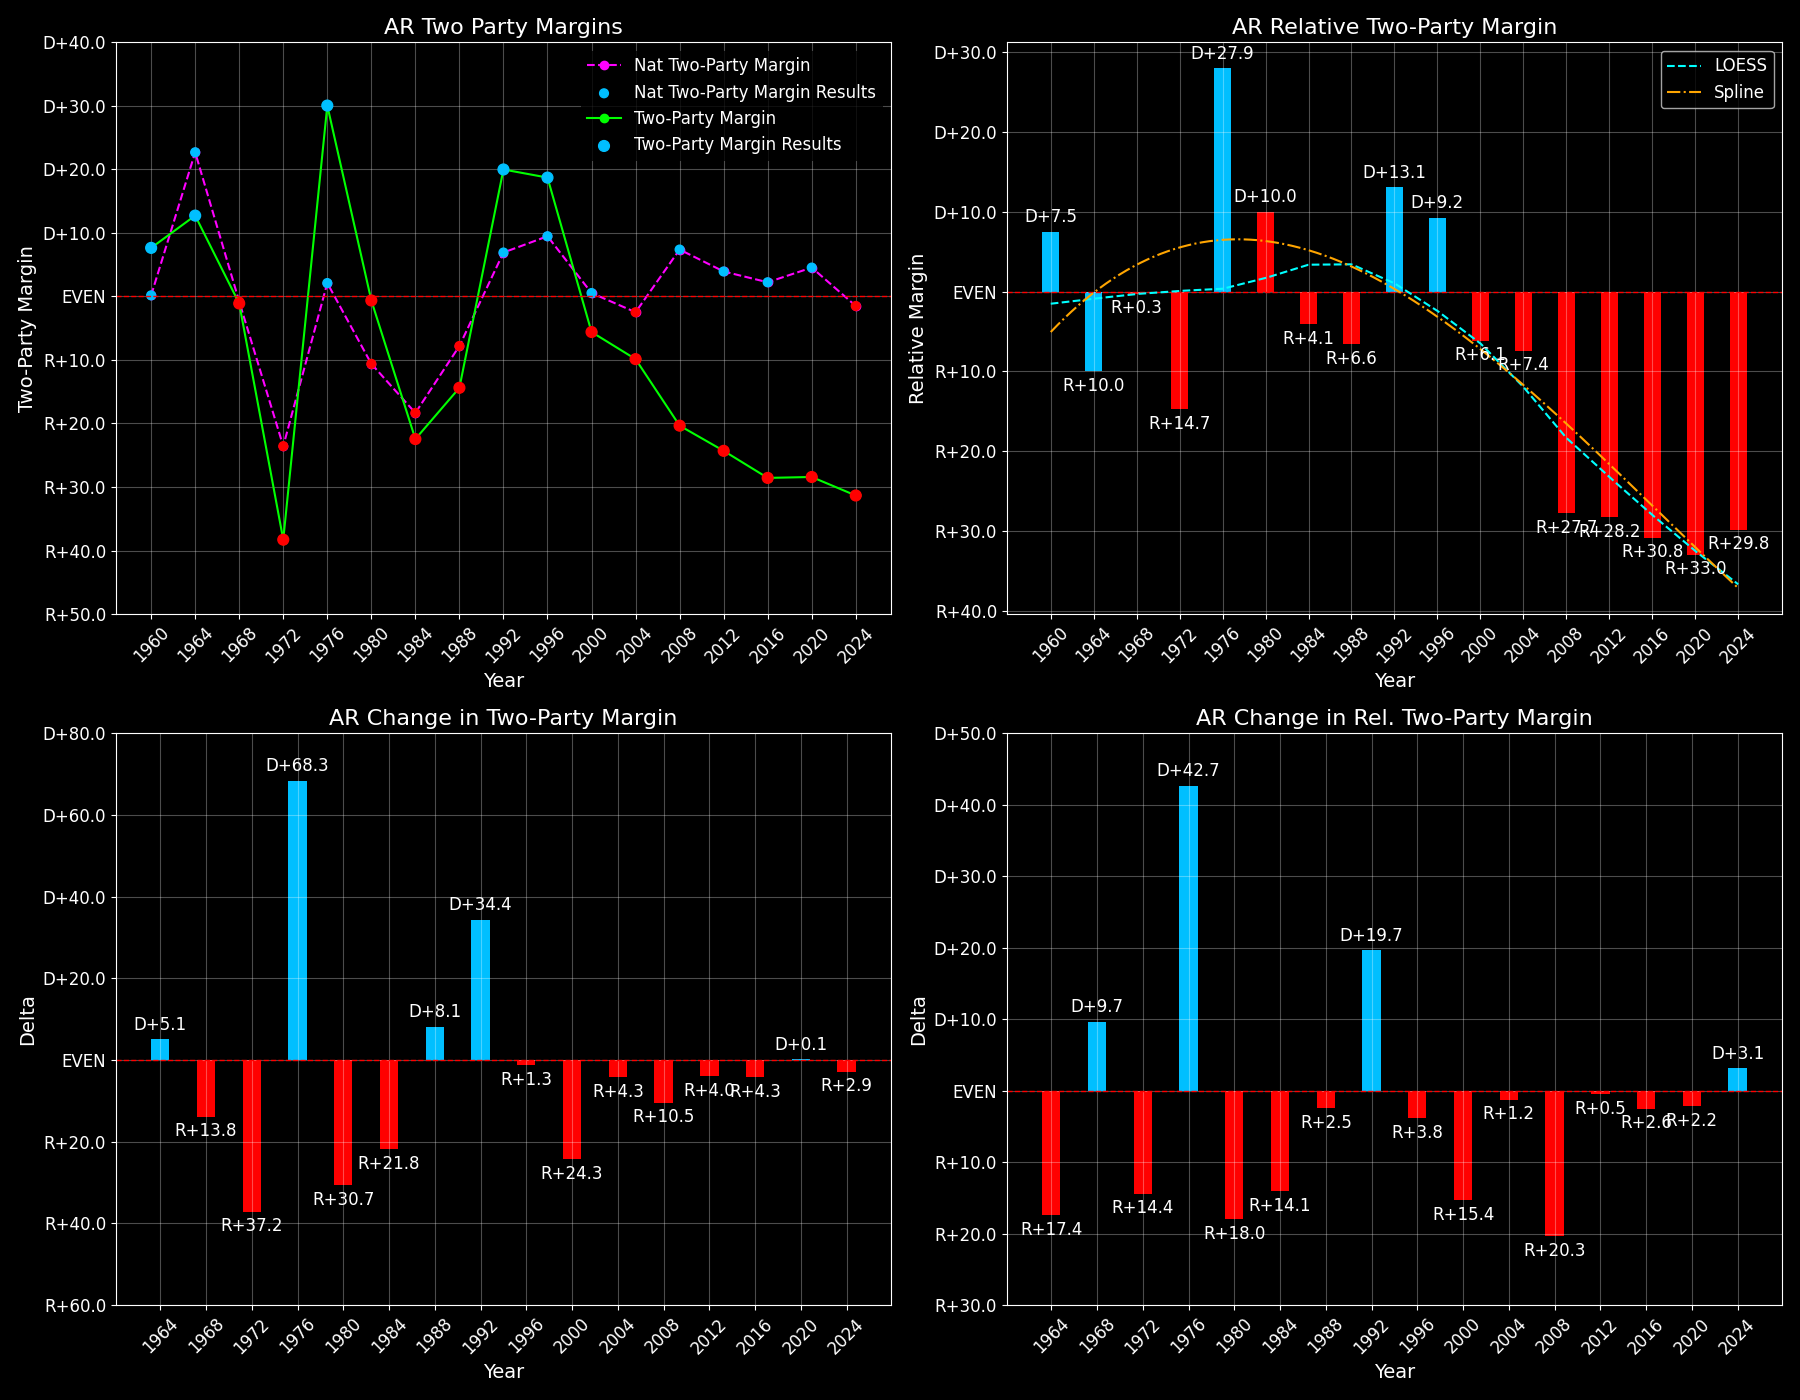 AR Two Party Margins
D+40.0
D+30.0
D+20.0
D+10.0
EVEN
R+10.0
R+20.0
R+30.0
R+40.0
R+50.0
Two-Party Margin
Nat Two-Party Margin
Nat Two-Party Margin Results
Two-Party Margin
Two-Party Margin Results
1960
1964
1968
1972
1976
1980
1984
1988
1992
1996
2000
2004
2008
2012
2016
2020
2024
Year
AR Relative Two-Party Margin
D+30.0
D+20.0
D+10.0
EVEN
R+10.0
R+20.0
R+30.0
R+40.0
Relative Margin
LOESS
Spline
D+7.5
R+10.0
R+0.3
R+14.7
D+27.9
D+10.0
R+4.1
R+6.6
D+13.1
D+9.2
R+6.1
R+7.4
R+27.7
R+28.2
R+30.8
R+33.0
R+29.8
1960
1964
1968
1972
1976
1980
1984
1988
1992
1996
2000
2004
2008
2012
2016
2020
2024
Year
AR Change in Two-Party Margin
D+80.0
D+60.0
D+40.0
D+20.0
EVEN
R+20.0
R+40.0
R+60.0
Delta
D+5.1
R+13.8
R+37.2
D+68.3
R+30.7
R+21.8
D+8.1
D+34.4
R+1.3
R+24.3
R+4.3
R+10.5
R+4.0
R+4.3
D+0.1
R+2.9
1964
1968
1972
1976
1980
1984
1988
1992
1996
2000
2004
2008
2012
2016
2020
2024
Year
AR Change in Rel. Two-Party Margin
D+50.0
D+40.0
D+30.0
D+20.0
D+10.0
EVEN
R+10.0
R+20.0
R+30.0
Delta
R+17.4
D+9.7
R+14.4
D+42.7
R+18.0
R+14.1
R+2.5
D+19.7
R+3.8
R+15.4
R+1.2
R+20.3
R+0.5
R+2.6
R+2.2
D+3.1
1964
1968
1972
1976
1980
1984
1988
1992
1996
2000
2004
2008
2012
2016
2020
2024
Year